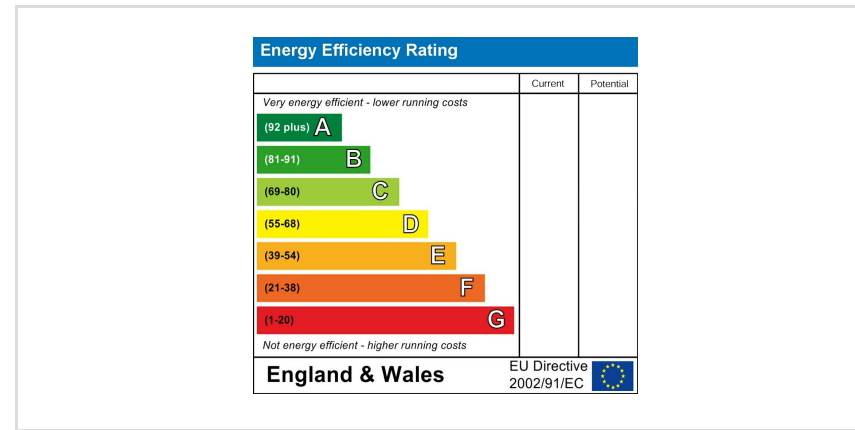 Energy Efficiency Rating
Current Potential
Very energy efficient - lower running costs
(92 plus) A
(81-91) B
(69-80) C
(55-68) D
(39-54) E
(21-38) F
(1-20) G
Not energy efficient - higher running costs
England & Wales
EU Directive
2002/91/EC